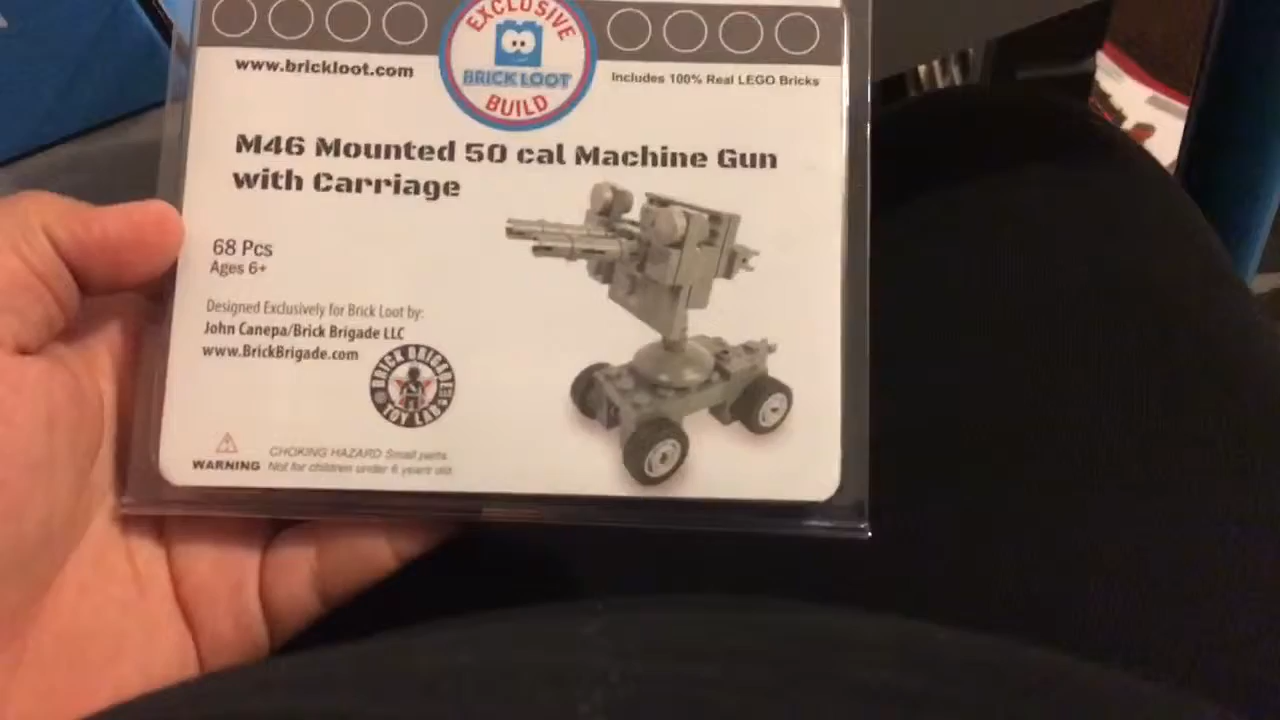 EXCLUSIVE
BRICK LOOT
BUILD
www.brickloot.com
Includes 100% Real LEGO Bricks
M46 Mounted 50 cal Machine Gun
with Carriage
68 Pcs
Ages 6+
Designed Exclusively for Brick Loot by:
John Canepa/Brick Brigade LLC
www.BrickBrigade.com
BRICK BRIGADE
TOY LAB
WARNING
CHOKING HAZARD Small parts.
Not for children under 6 years old.